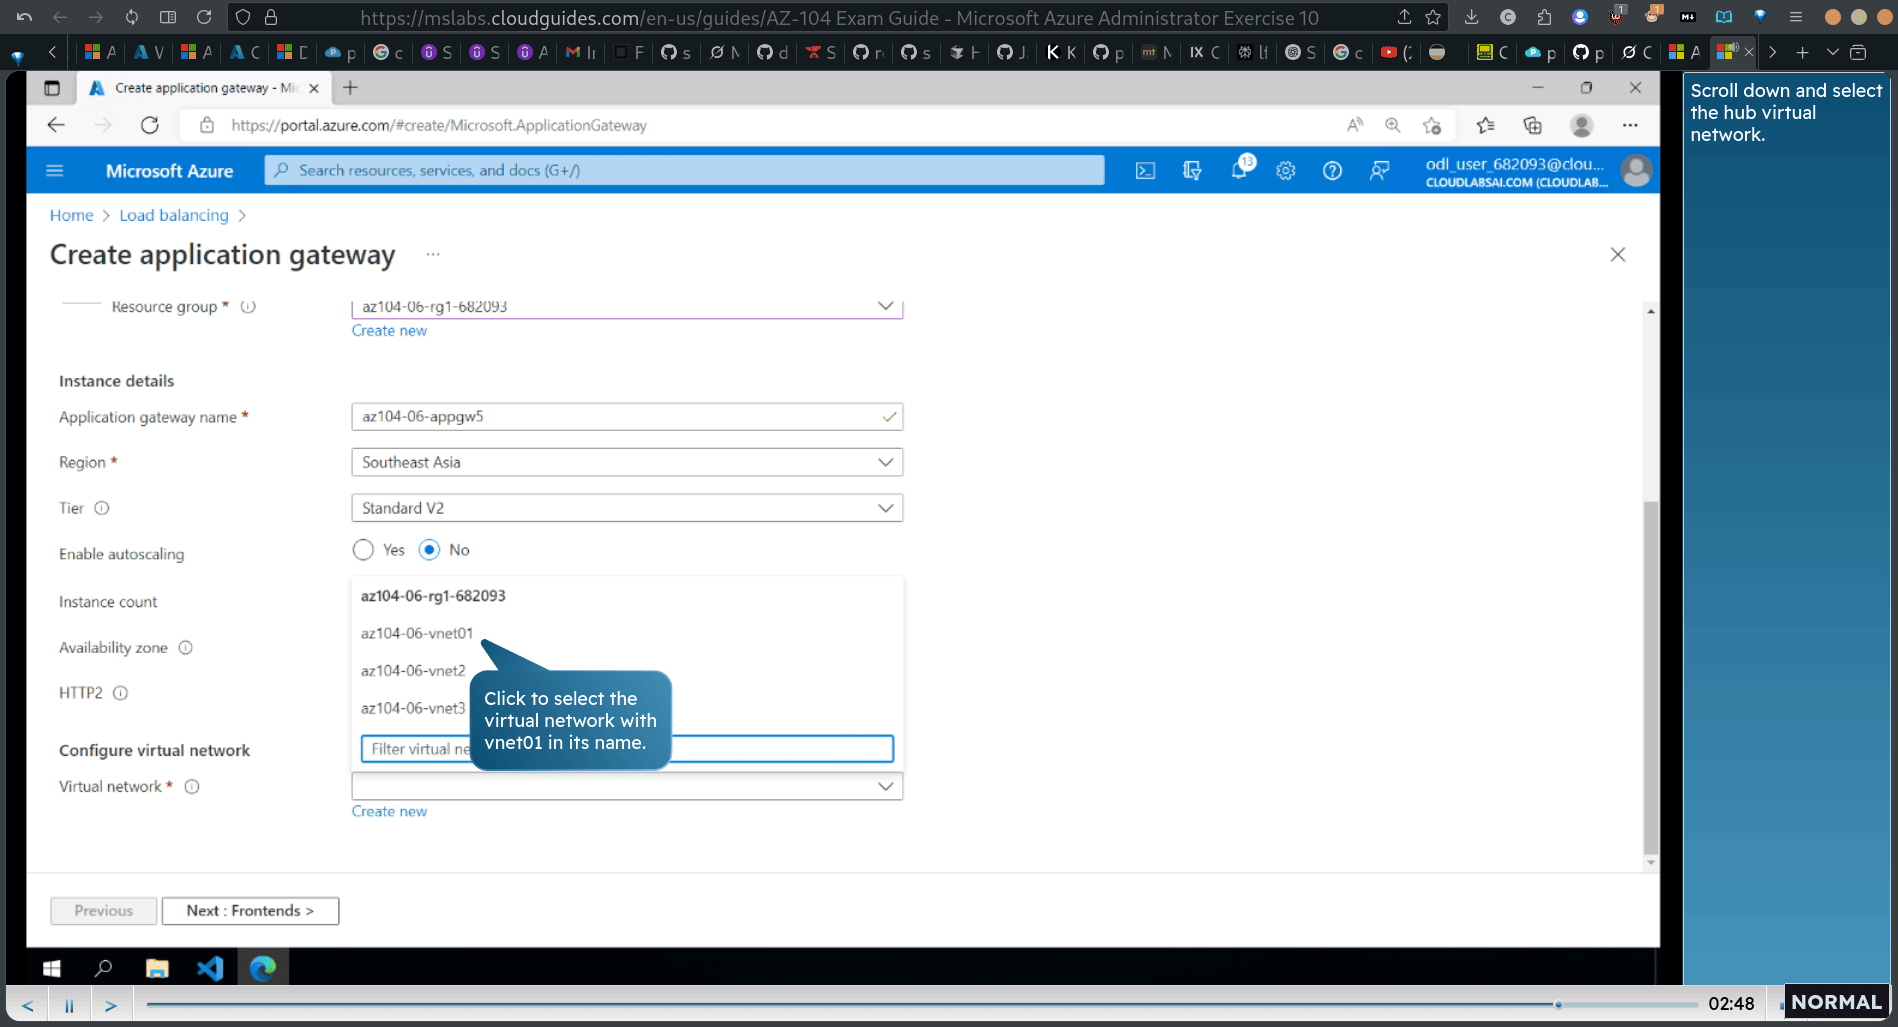 https://mslabs.cloudguides.com/en-us/guides/AZ-104 Exam Guide - Microsoft Azure Administrator Exercise 10
Create application gateway - Mic
https://portal.azure.com/#create/Microsoft.ApplicationGateway
Microsoft Azure
Search resources, services, and docs (G+/)
13
odl_user_682093@clou...
CLOUDLABSAI.COM (CLOUDLAB...
Home > Load balancing >
Create application gateway ...
Resource group *
az104-06-rg1-682093
Create new
Instance details
Application gateway name *
az104-06-appgw5
Region *
Southeast Asia
Tier
Standard V2
Enable autoscaling
Yes
No
Instance count
az104-06-rg1-682093
az104-06-vnet01
Availability zone
az104-06-vnet2
HTTP2
az104-06-vnet3
Click to select the
virtual network with
vnet01 in its name.
Configure virtual network
Filter virtual ne
Virtual network *
Create new
Previous
Next : Frontends >
Scroll down and select
the hub virtual
network.
02:48
NORMAL